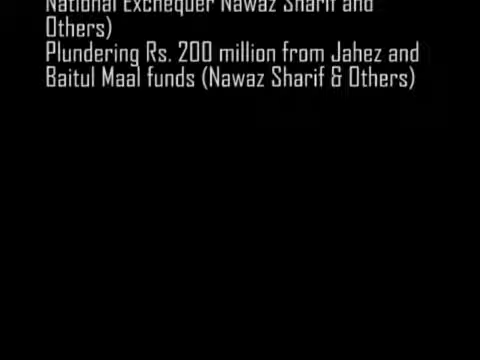 National Exchequer Nawaz Sharif and
Others)
Plundering Rs. 200 million from Jahez and
Baitul Maal funds (Nawaz Sharif & Others)